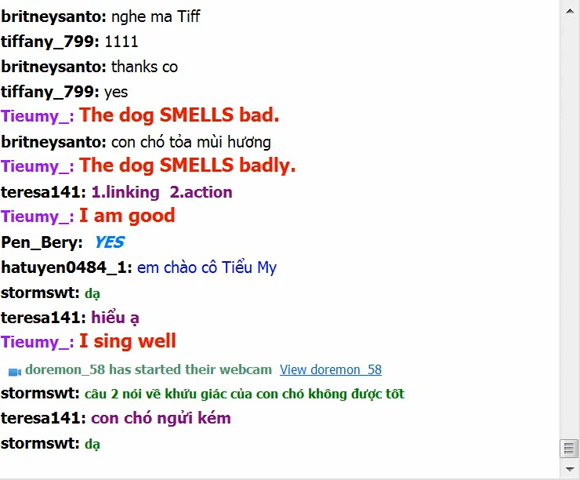 britneysanto: nghe ma Tiff
tiffany_799: 1111
britneysanto: thanks co
tiffany_799: yes
Tieumy_: The dog SMELLS bad.
britneysanto: con chó tỏa mùi hương
Tieumy_: The dog SMELLS badly.
teresa141: 1.linking 2.action
Tieumy_: I am good
Pen_Bery: YES
hatuyen0484_1: em chào cô Tiểu My
stormswt: dạ
teresa141: hiểu ạ
Tieumy_: I sing well
doremon_58 has started their webcam View doremon_58
stormswt: câu 2 nói về khứu giác của con chó không được tốt
teresa141: con chó ngửi kém
stormswt: dạ